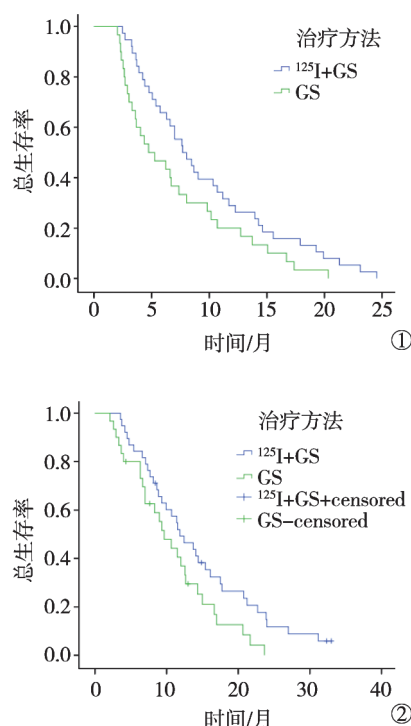 治疗方法
¹²⁵I+GS
GS
总生存率
1.0
0.8
0.6
0.4
0.2
0.0
0 5 10 15 20 25
时间/月
①
治疗方法
¹²⁵I+GS
GS
¹²⁵I+GS+censored
GS−censored
总生存率
1.0
0.8
0.6
0.4
0.2
0.0
0 10 20 30 40
时间/月
②